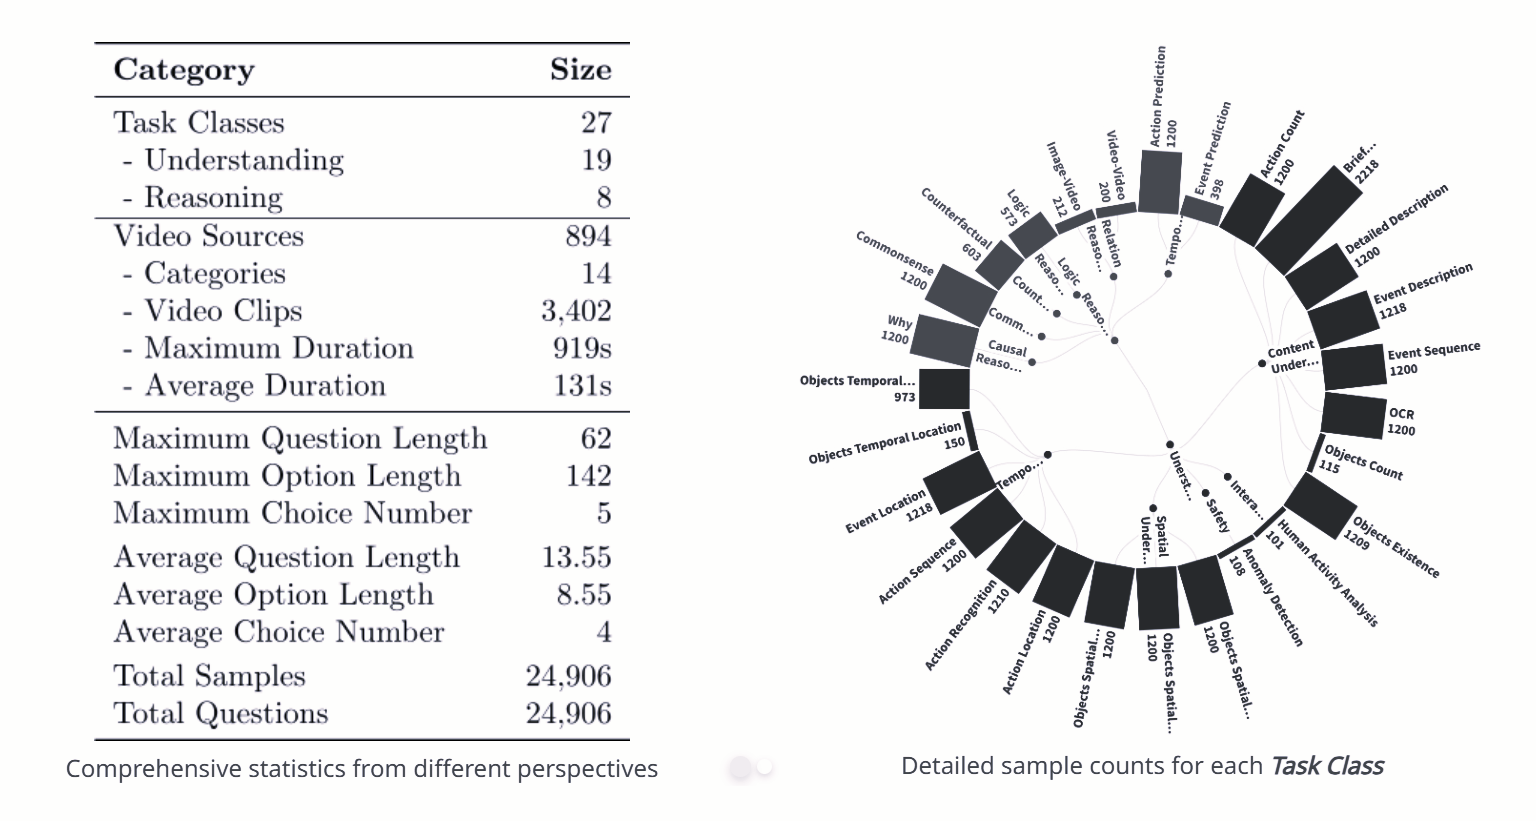 Category Size
Task Classes 27
- Understanding 19
- Reasoning 8
Video Sources 894
- Categories 14
- Video Clips 3,402
- Maximum Duration 919s
- Average Duration 131s
Maximum Question Length 62
Maximum Option Length 142
Maximum Choice Number 5
Average Question Length 13.55
Average Option Length 8.55
Average Choice Number 4
Total Samples 24,906
Total Questions 24,906
Comprehensive statistics from different perspectives
Action Prediction
1200
Event Prediction
398
Action Count
1200
Brief...
2218
Detailed Description
1200
Event Description
1218
Event Sequence
1200
OCR
1200
Objects Count
115
Objects Existence
1209
Human Activity Analysis
101
Anomaly Detection
108
Objects Spatial...
1200
Objects Spatial...
1200
Objects Spatial...
1200
Action Location
1200
Action Recognition
1210
Action Sequence
1200
Event Location
1218
Objects Temporal Location
150
Objects Temporal...
973
Why
1200
Commonsense
1200
Counterfactual
603
Logic
573
Image-Video
212
Video-Video
200
Relation
Reaso...
Tempo...
Logic
Reaso...
Count...
Comm...
Causal
Reaso...
Reaso...
Content
Under...
Tempo...
Unerst...
Intera...
Safety
Spatial
Under...
Detailed sample counts for each Task Class